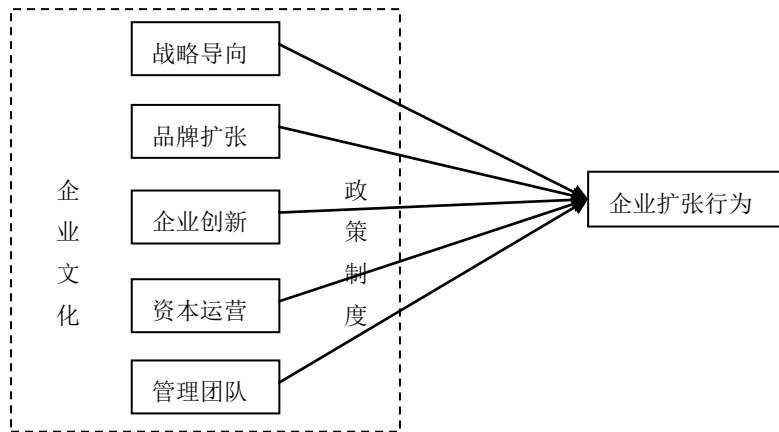 战略导向
品牌扩张
企业创新
资本运营
管理团队
企业文化
政策制度
企业扩张行为